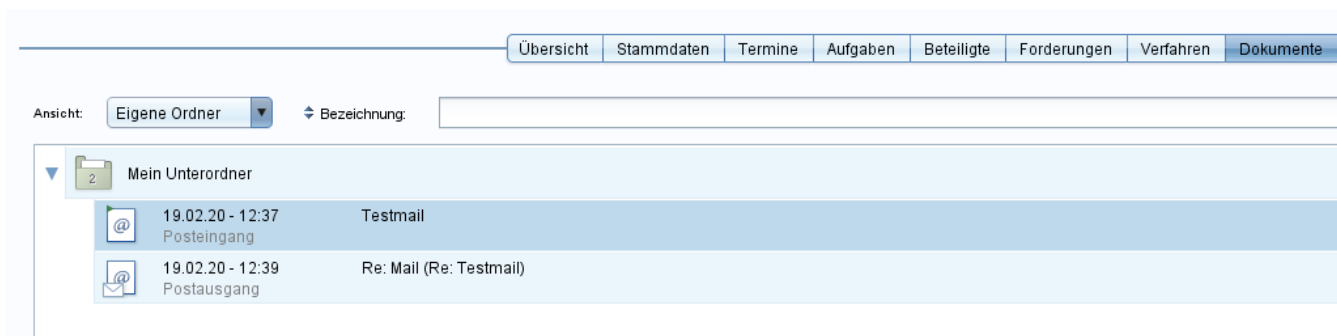 Übersicht Stammdaten Termine Aufgaben Beteiligte Forderungen Verfahren Dokumente
Ansicht: Eigene Ordner Bezeichnung:
2 Mein Unterordner
@ 19.02.20 - 12:37 Testmail
Posteingang
@ 19.02.20 - 12:39 Re: Mail (Re: Testmail)
Postausgang